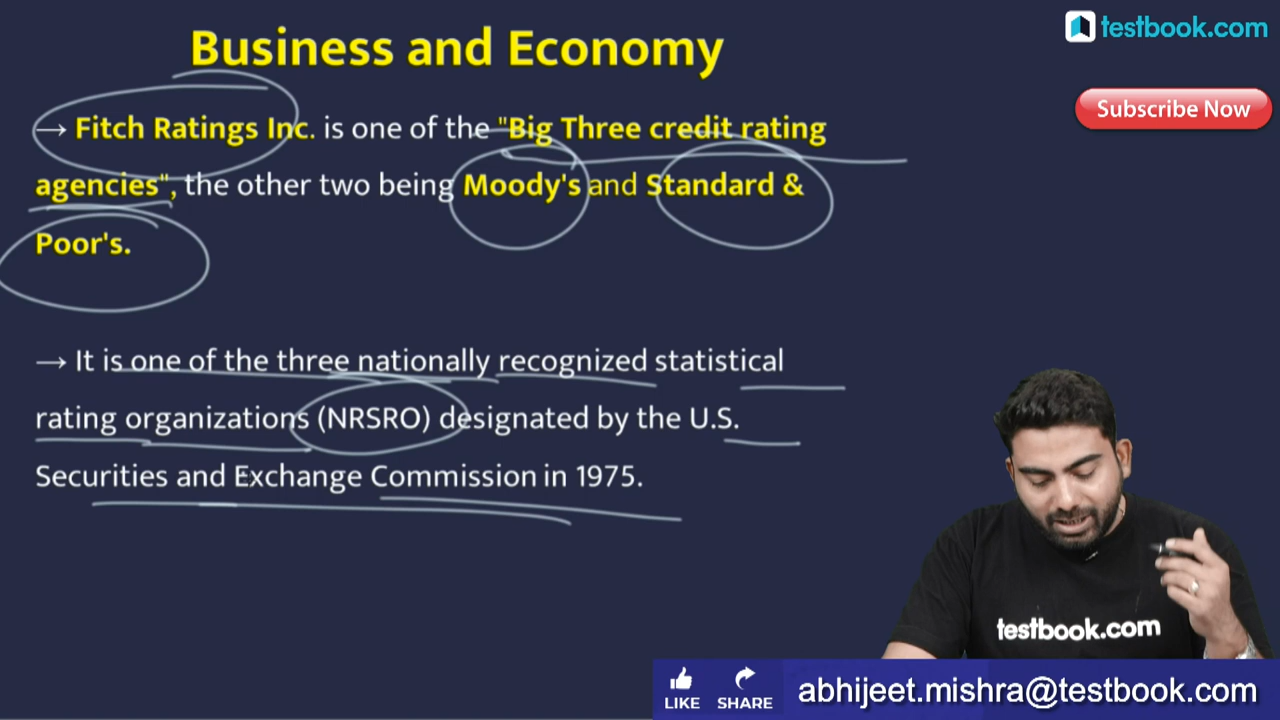 Business and Economy
testbook.com
Subscribe Now
→ Fitch Ratings Inc. is one of the "Big Three credit rating
agencies", the other two being Moody's and Standard &
Poor's.
→ It is one of the three nationally recognized statistical
rating organizations (NRSRO) designated by the U.S.
Securities and Exchange Commission in 1975.
testbook.com
LIKE
SHARE
abhijeet.mishra@testbook.com